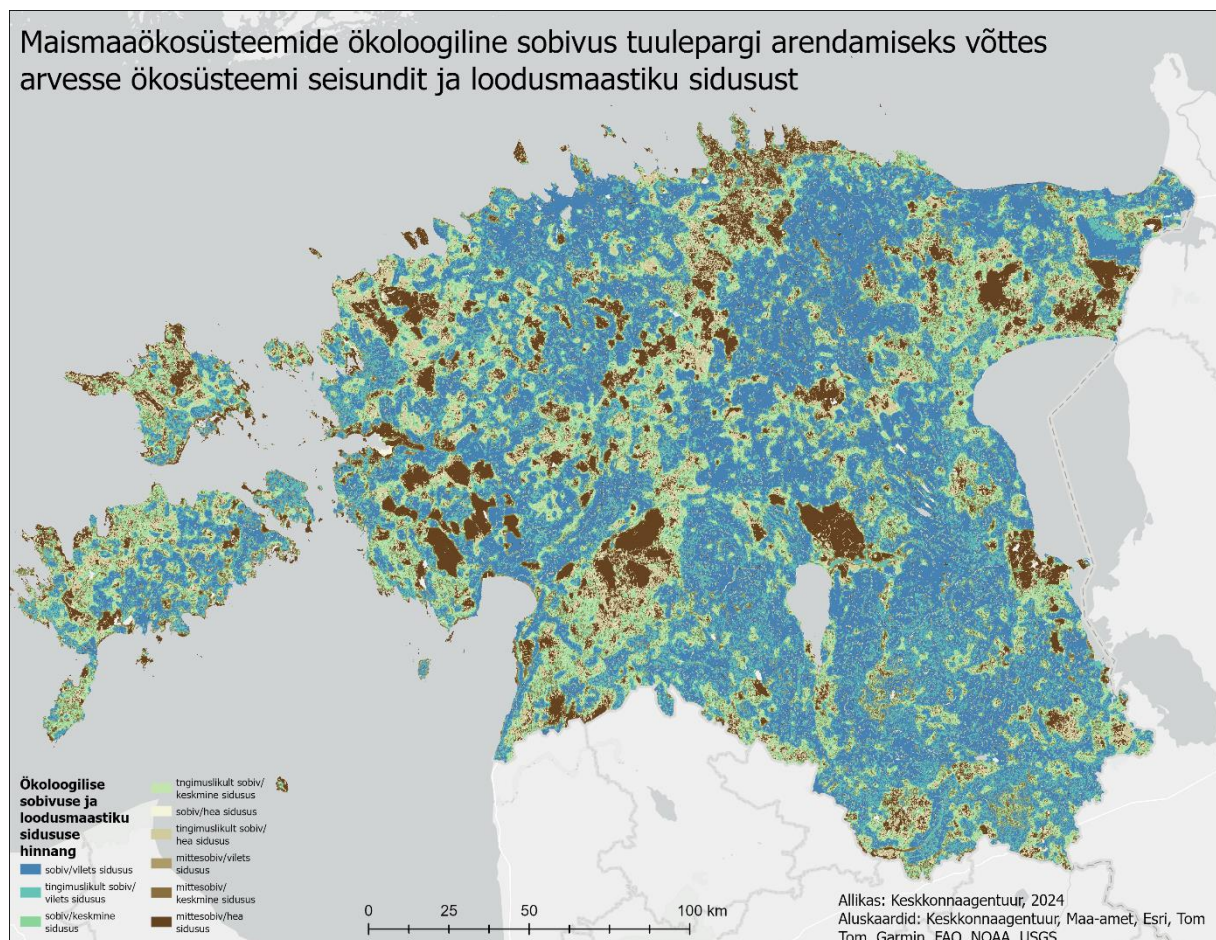 Maismaaökosüsteemide ökoloogiline sobivus tuulepargi arendamiseks võttes
arvesse ökosüsteemi seisundit ja loodusmaastiku sidusust
Ökoloogilise
sobivuse ja
loodusmaastiku
sidususe
hinnang
sobiv/vilets sidusus
tingimuslikult sobiv/
vilets sidusus
sobiv/keskmine
sidusus
tngimuslikult sobiv/
keskmine sidusus
sobiv/hea sidusus
tingimuslikult sobiv/
hea sidusus
mittesobiv/vilets
sidusus
mittesobiv/
keskmine sidusus
mittesobiv/hea
sidusus
0 25 50 100 km
Allikas: Keskkonnaagentuur, 2024
Aluskaardid: Keskkonnaagentuur, Maa-amet, Esri, Tom
Tom, Garmin, FAO, NOAA, USGS